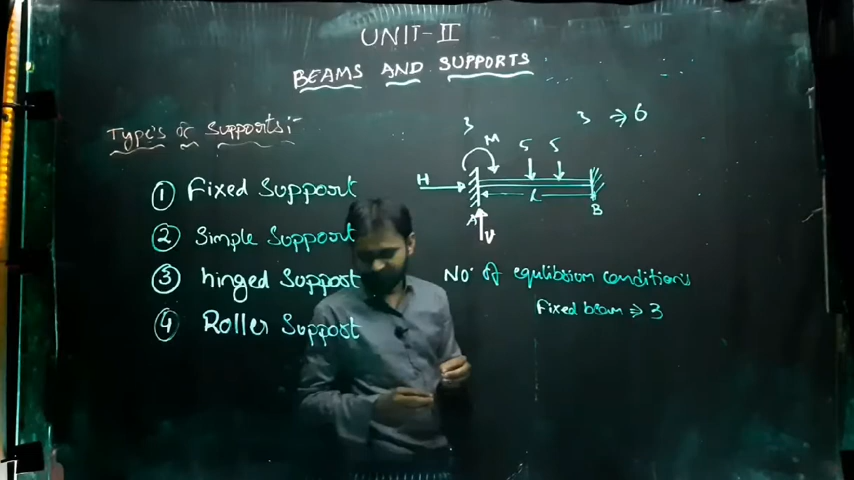 UNIT-II
BEAMS AND SUPPORTS
Types of Supports:-
① Fixed Support
② Simple Support
③ hinged Support
④ Roller Support
3 3 ⇒ 6
M 5 5
H
l
A B
V
No. of equlibrium conditions
Fixed beam ⇒ 3